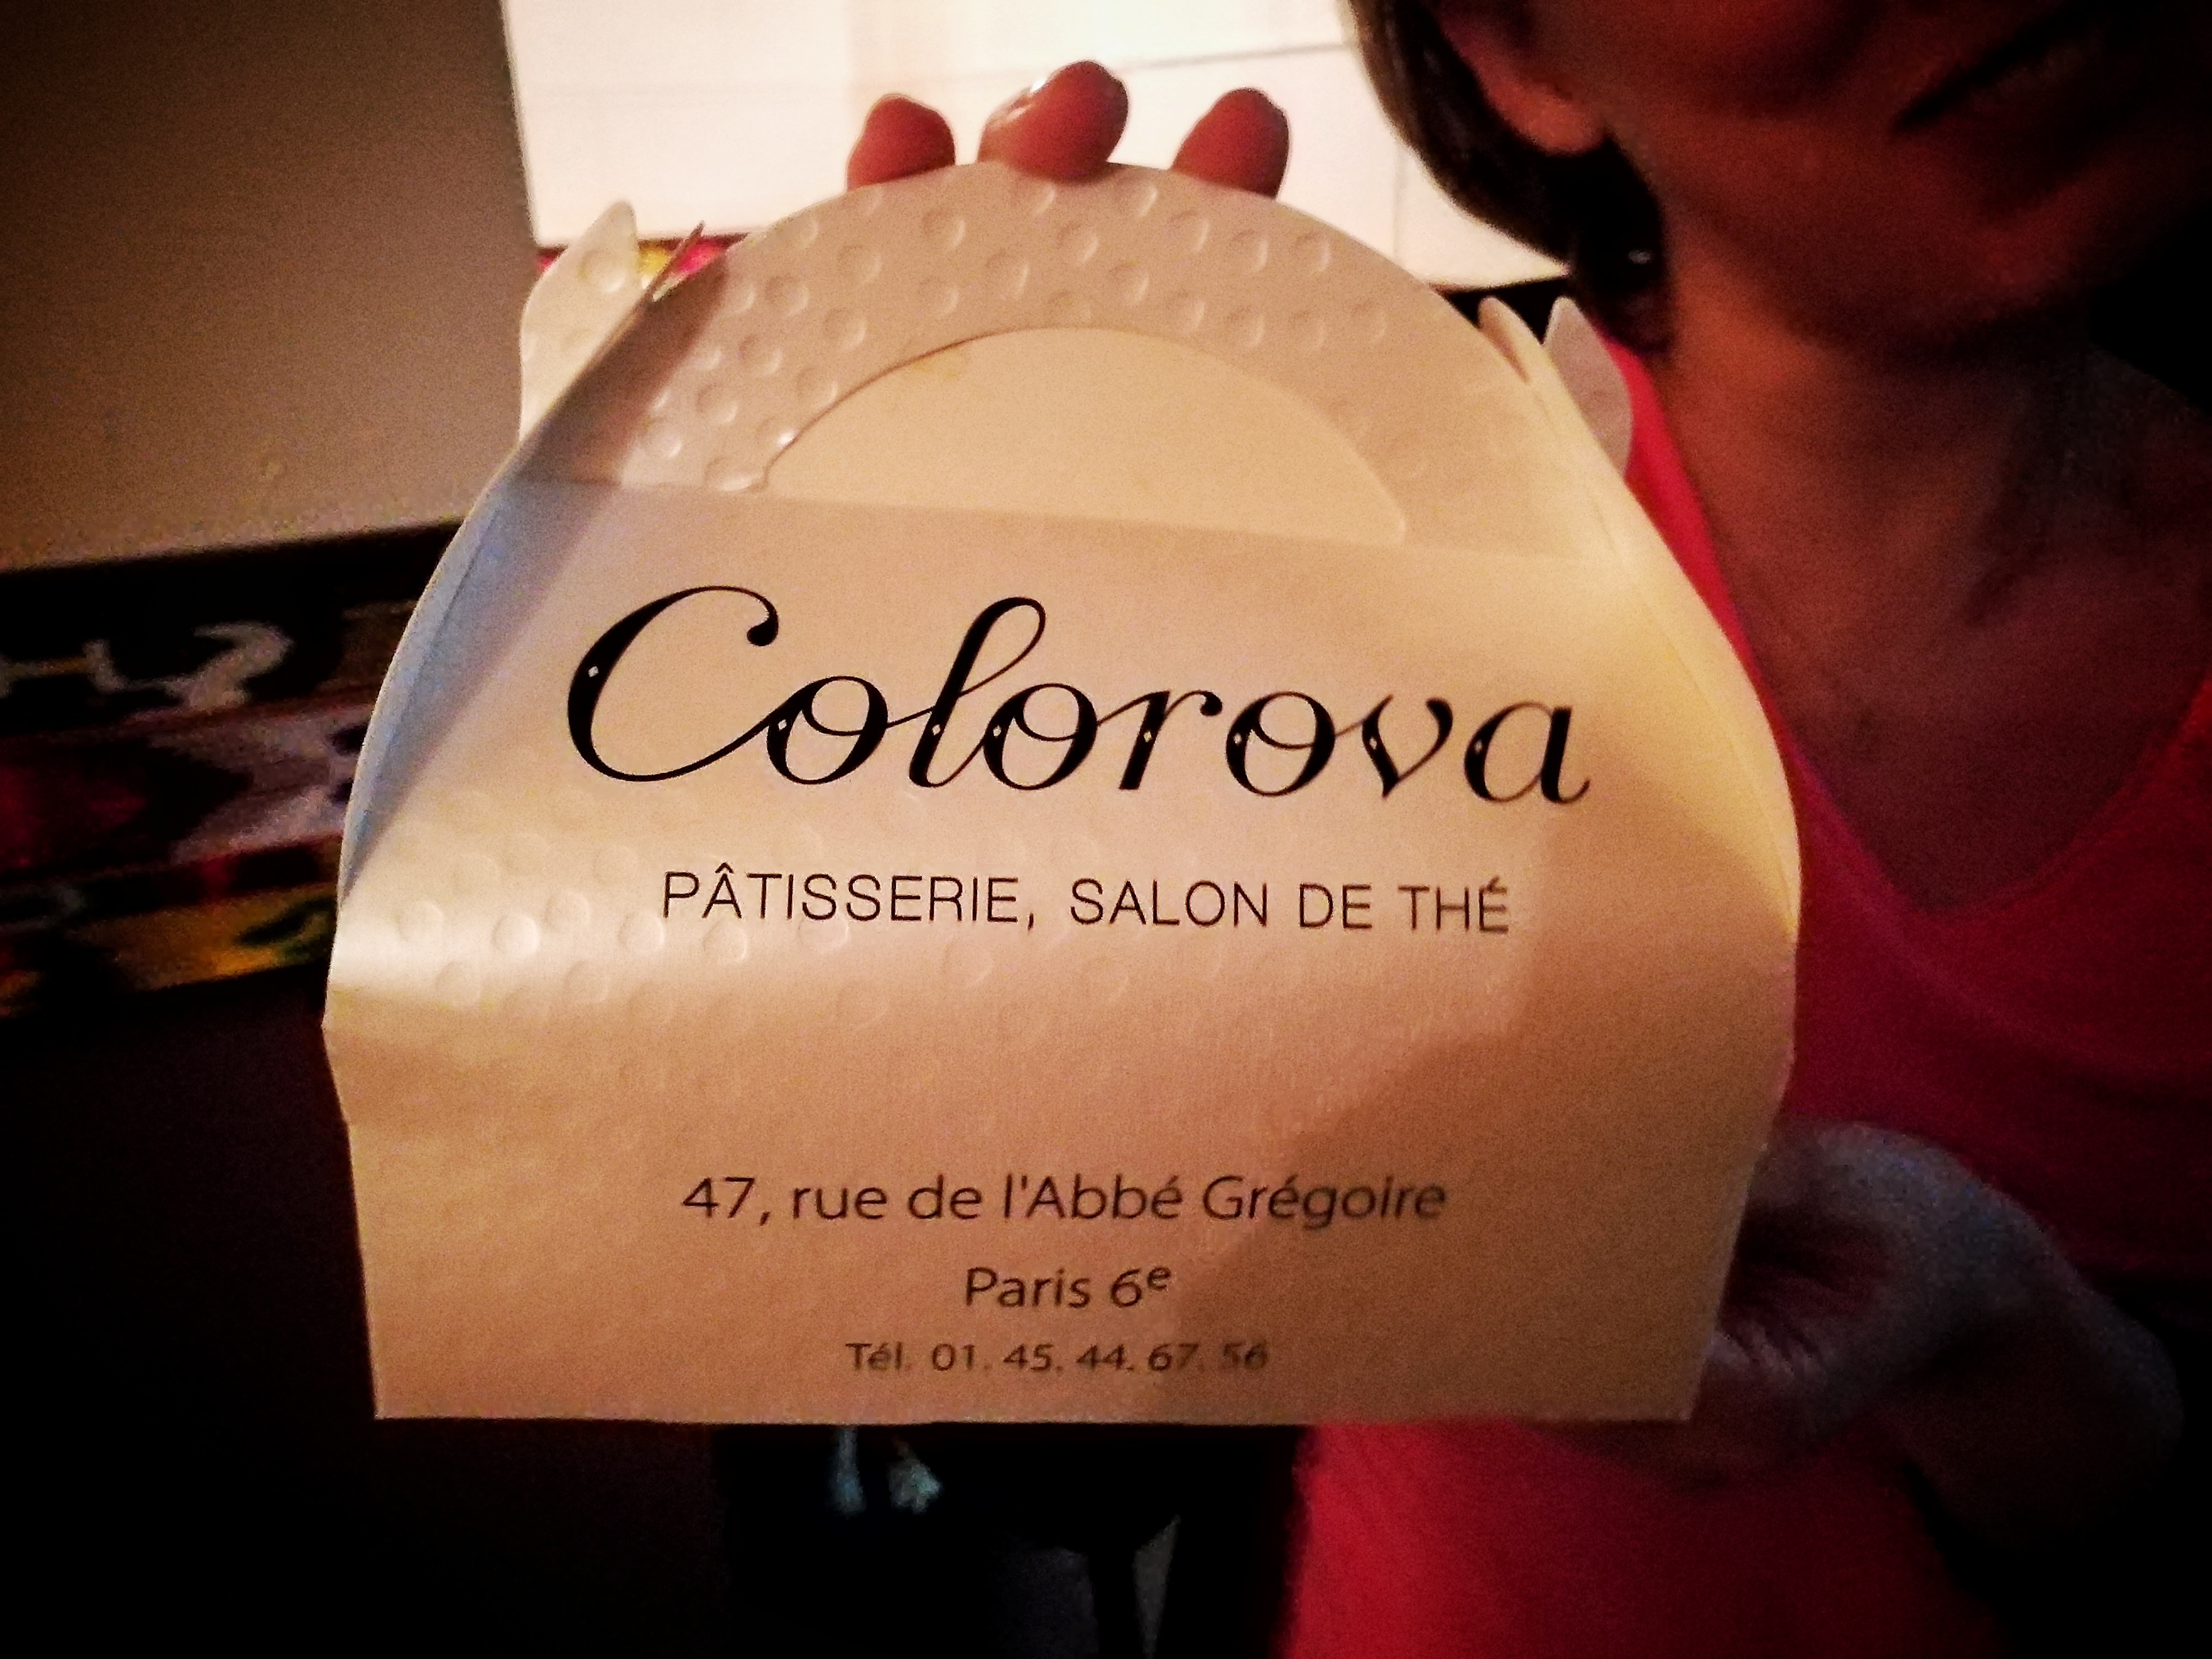 Colorova
PÂTISSERIE, SALON DE THÉ
47, rue de l'Abbé Grégoire
Paris 6e
Tél. 01. 45. 44. 67. 56